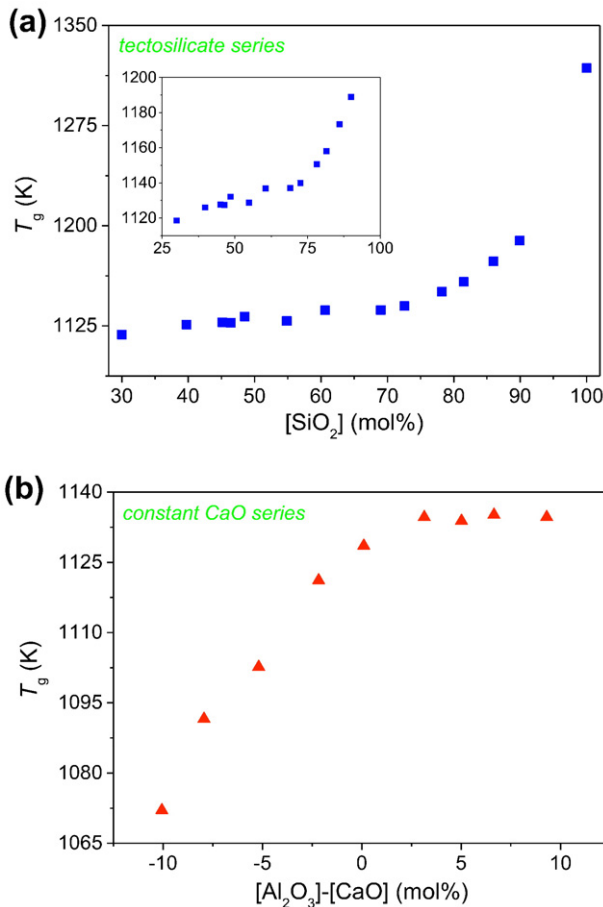 (a)
tectosilicate series
1350
1275
1200
1125
T_g (K)
1200
1180
1160
1140
1120
25 50 75 100
30 40 50 60 70 80 90 100
[SiO₂] (mol%)
(b)
constant CaO series
1140
1125
1110
1095
1080
1065
T_g (K)
-10 -5 0 5 10
[Al₂O₃]-[CaO] (mol%)